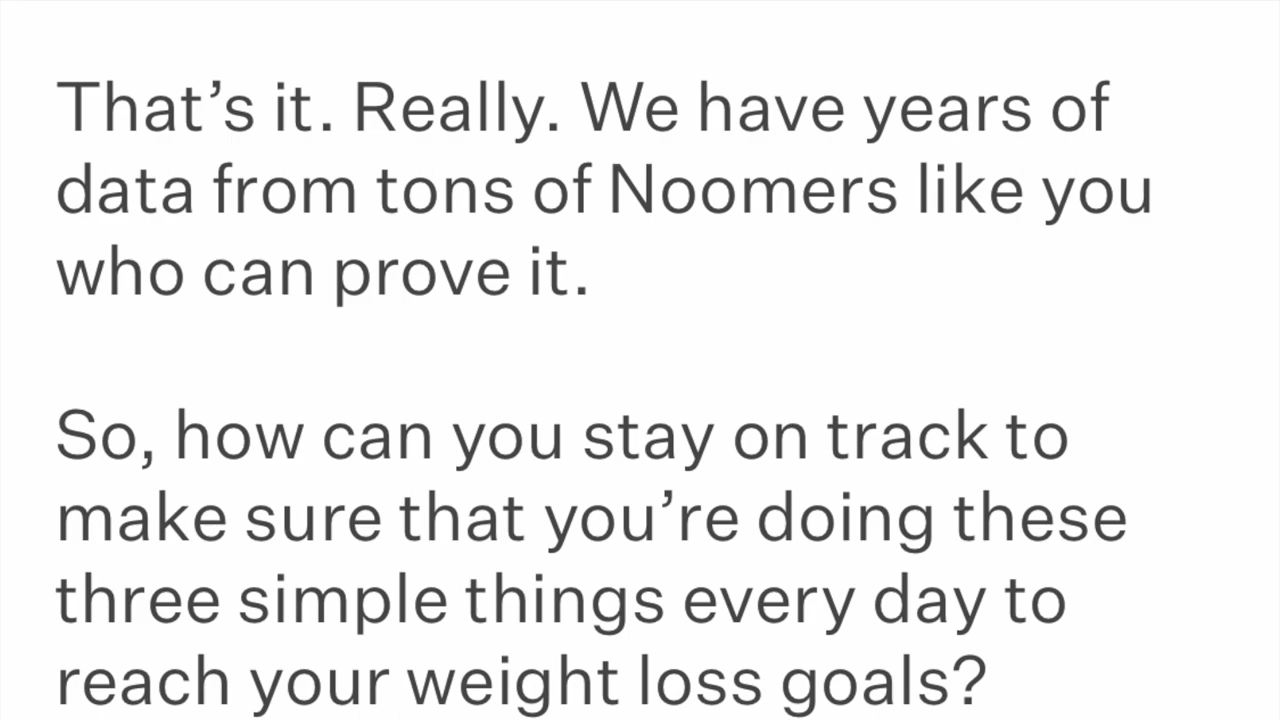 That’s it. Really. We have years of
data from tons of Noomers like you
who can prove it.
So, how can you stay on track to
make sure that you’re doing these
three simple things every day to
reach your weight loss goals?